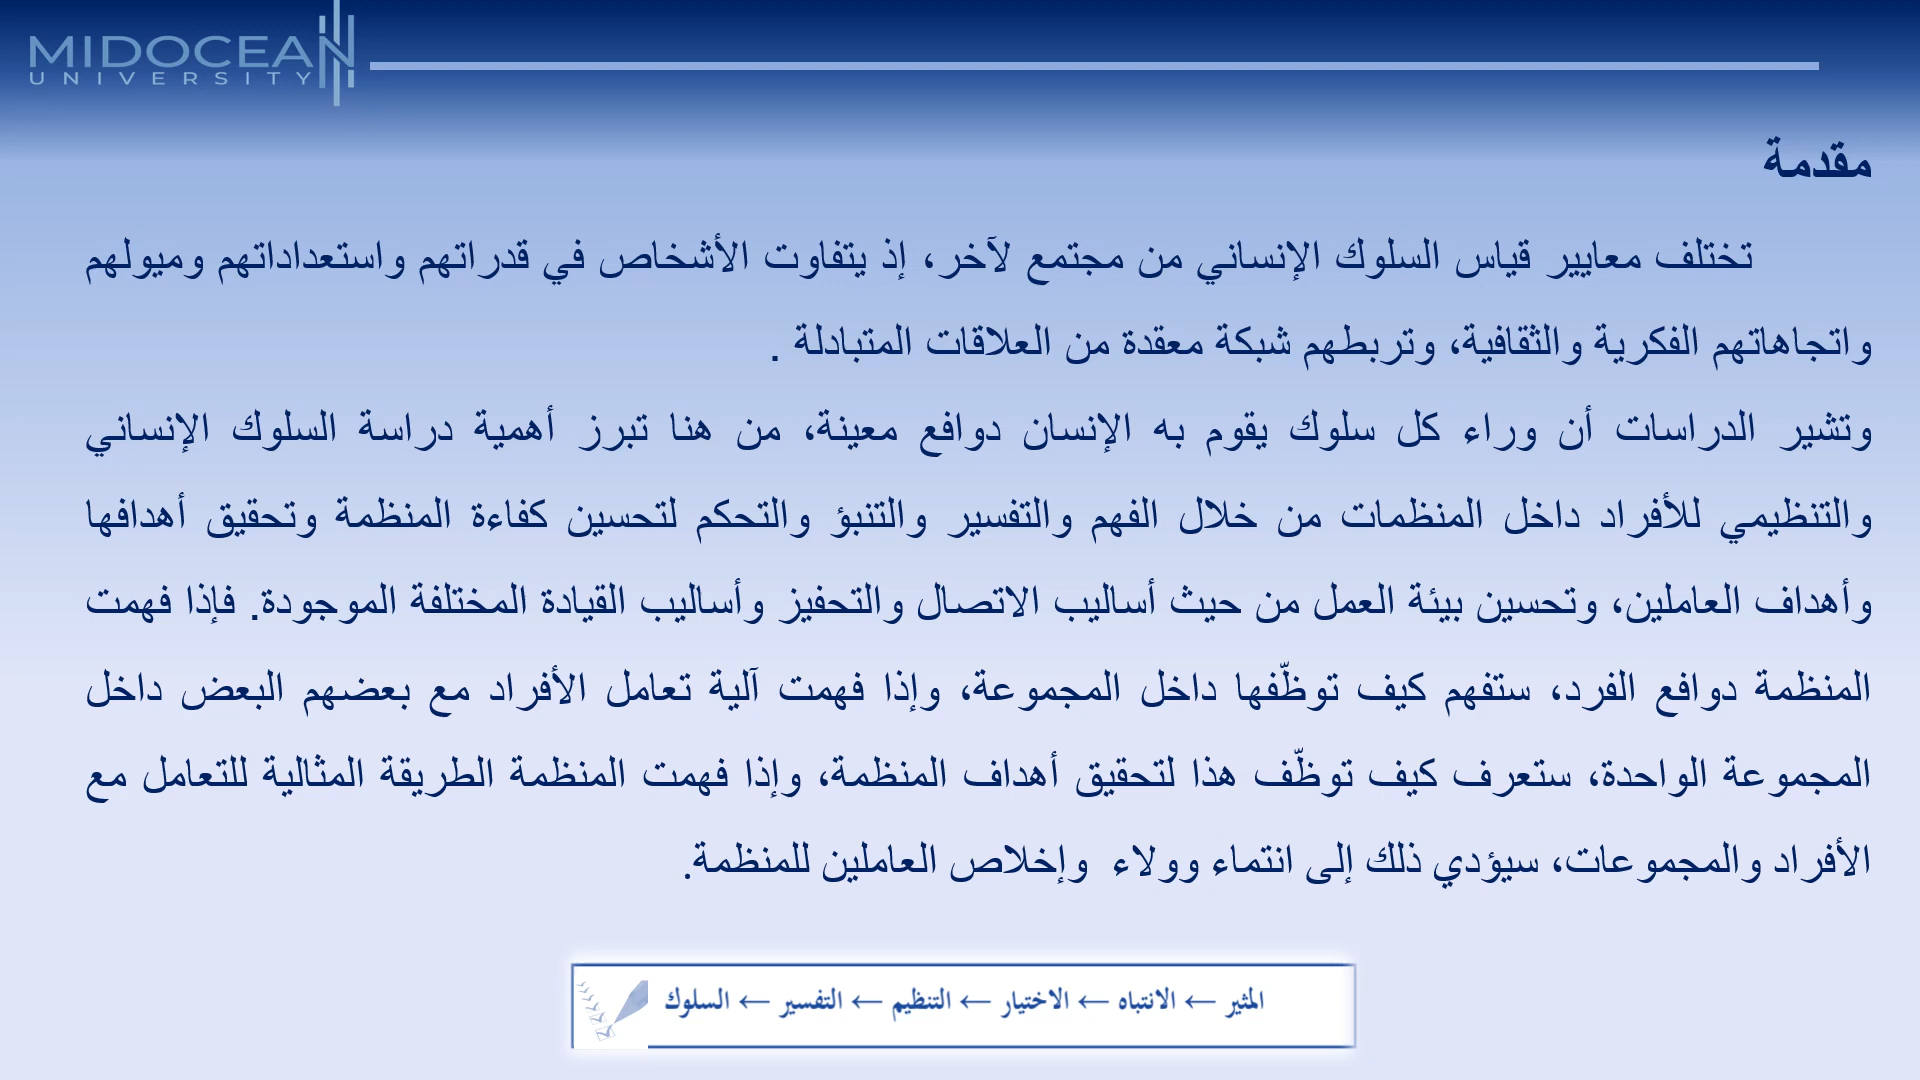 MIDOCEAN
UNIVERSITY
مقدمة
تختلف معايير قياس السلوك الإنساني من مجتمع لآخر، إذ يتفاوت الأشخاص في قدراتهم واستعداداتهم وميولهم
واتجاهاتهم الفكرية والثقافية، وتربطهم شبكة معقدة من العلاقات المتبادلة .
وتشير الدراسات أن وراء كل سلوك يقوم به الإنسان دوافع معينة، من هنا تبرز أهمية دراسة السلوك الإنساني
والتنظيمي للأفراد داخل المنظمات من خلال الفهم والتفسير والتنبؤ والتحكم لتحسين كفاءة المنظمة وتحقيق أهدافها
وأهداف العاملين، وتحسين بيئة العمل من حيث أساليب الاتصال والتحفيز وأساليب القيادة المختلفة الموجودة. فإذا فهمت
المنظمة دوافع الفرد، ستفهم كيف توظّفها داخل المجموعة، وإذا فهمت آلية تعامل الأفراد مع بعضهم البعض داخل
المجموعة الواحدة، ستعرف كيف توظّف هذا لتحقيق أهداف المنظمة، وإذا فهمت المنظمة الطريقة المثالية للتعامل مع
الأفراد والمجموعات، سيؤدي ذلك إلى انتماء وولاء وإخلاص العاملين للمنظمة.
المثير ← الانتباه ← الاختيار ← التنظيم ← التفسير ← السلوك